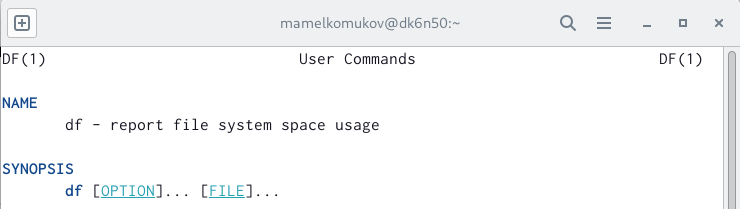 mamelkomukov@dk6n50:~
DF(1) User Commands DF(1)
NAME
df - report file system space usage
SYNOPSIS
df [OPTION]... [FILE]...